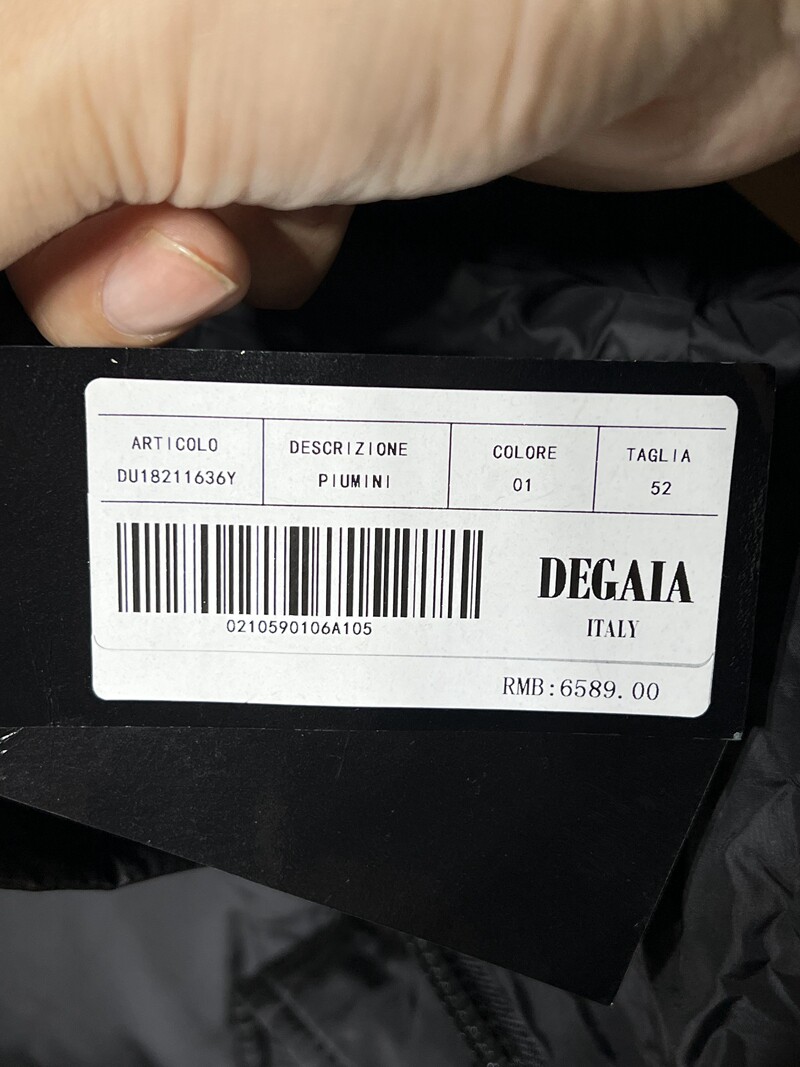 ARTICOLO DESCRIZIONE COLORE TAGLIA
DU18211636Y PIUMINI 01 52
0210590106A105
DEGAIA
ITALY
RMB:6589.00